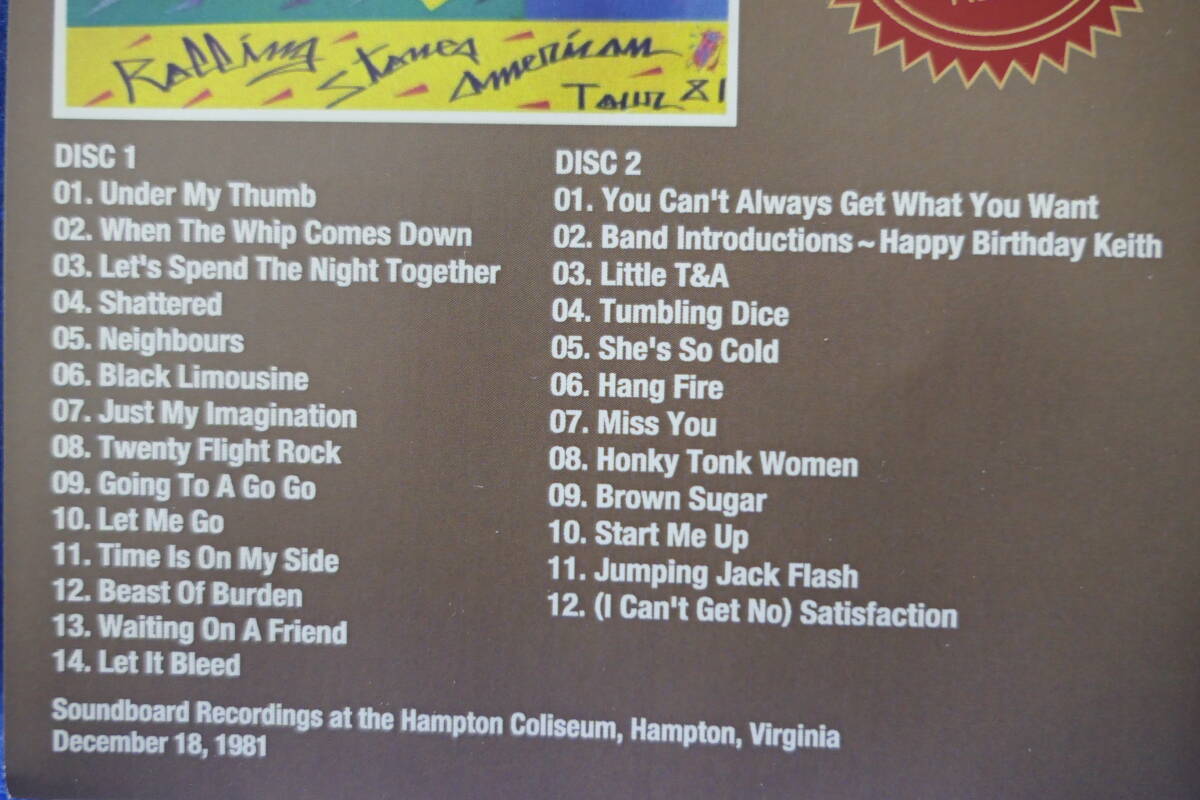 Rolling Stones American
Tour 81
DISC 1
01. Under My Thumb
02. When The Whip Comes Down
03. Let's Spend The Night Together
04. Shattered
05. Neighbours
06. Black Limousine
07. Just My Imagination
08. Twenty Flight Rock
09. Going To A Go Go
10. Let Me Go
11. Time Is On My Side
12. Beast Of Burden
13. Waiting On A Friend
14. Let It Bleed
DISC 2
01. You Can't Always Get What You Want
02. Band Introductions ~ Happy Birthday Keith
03. Little T&A
04. Tumbling Dice
05. She's So Cold
06. Hang Fire
07. Miss You
08. Honky Tonk Women
09. Brown Sugar
10. Start Me Up
11. Jumping Jack Flash
12. (I Can't Get No) Satisfaction
Soundboard Recordings at the Hampton Coliseum, Hampton, Virginia
December 18, 1981